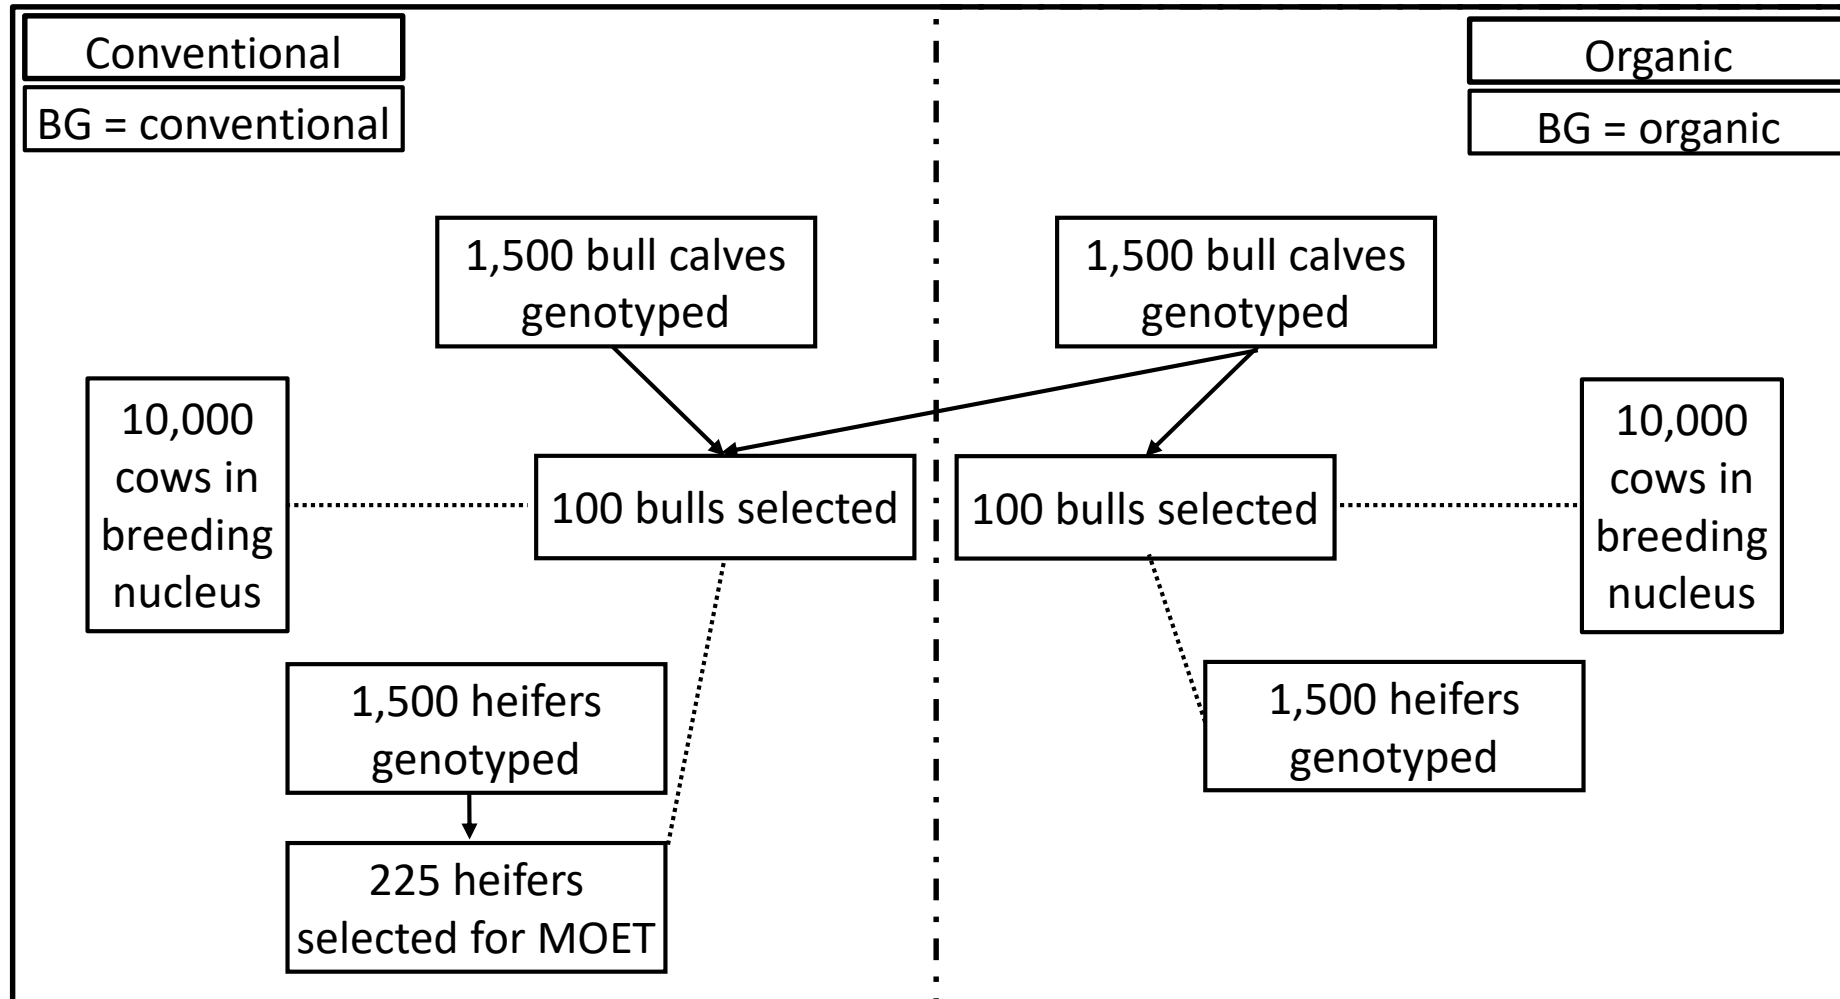 Conventional
BG = conventional
Organic
BG = organic
1,500 bull calves
genotyped
1,500 bull calves
genotyped
10,000
cows in
breeding
nucleus
100 bulls selected
100 bulls selected
10,000
cows in
breeding
nucleus
1,500 heifers
genotyped
1,500 heifers
genotyped
225 heifers
selected for MOET